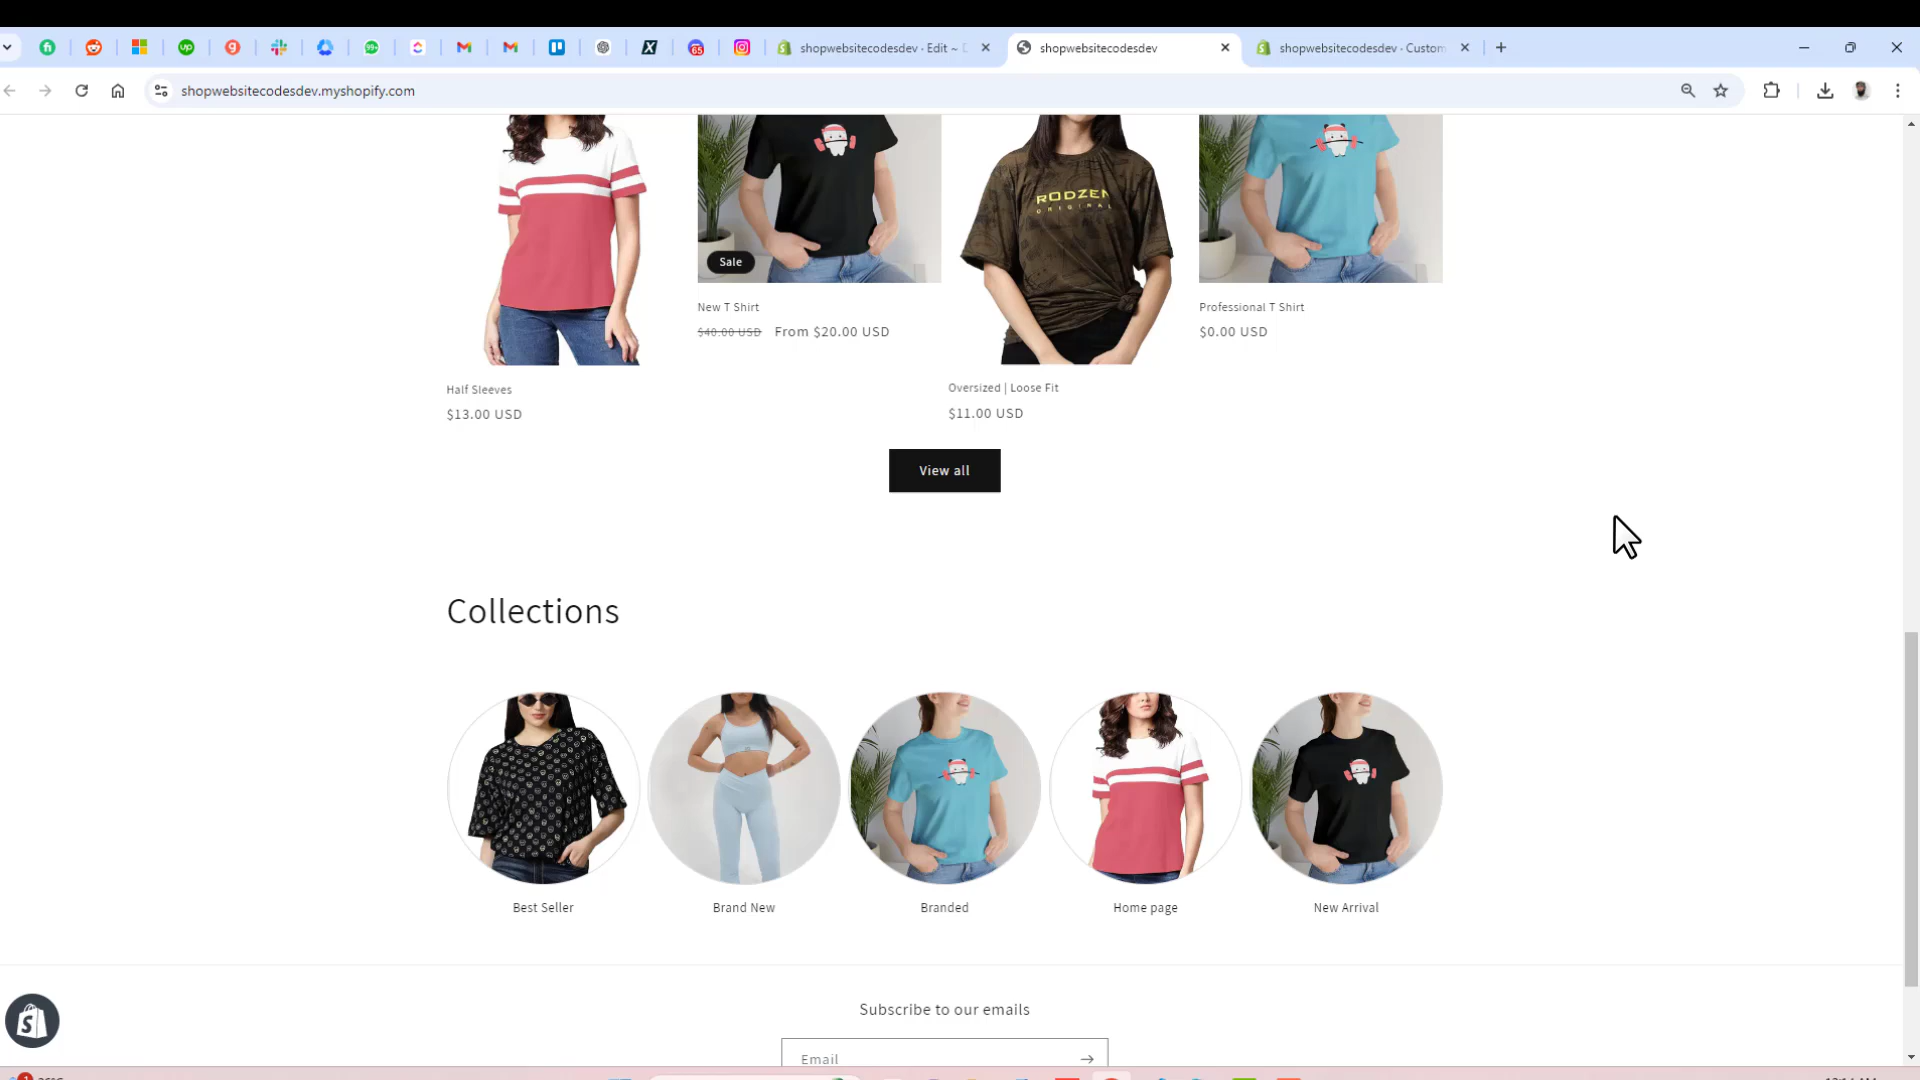 shopwebsitecodesdev · Edit ~ D
shopwebsitecodesdev
shopwebsitecodesdev · Custom
shopwebsitecodesdev.myshopify.com
RODZEN
ORIGINAL
Sale
New T Shirt
$40.00 USD From $20.00 USD
Professional T Shirt
$0.00 USD
Half Sleeves
$13.00 USD
Oversized | Loose Fit
$11.00 USD
View all
Collections
Best Seller
Brand New
Branded
Home page
New Arrival
Subscribe to our emails
Email